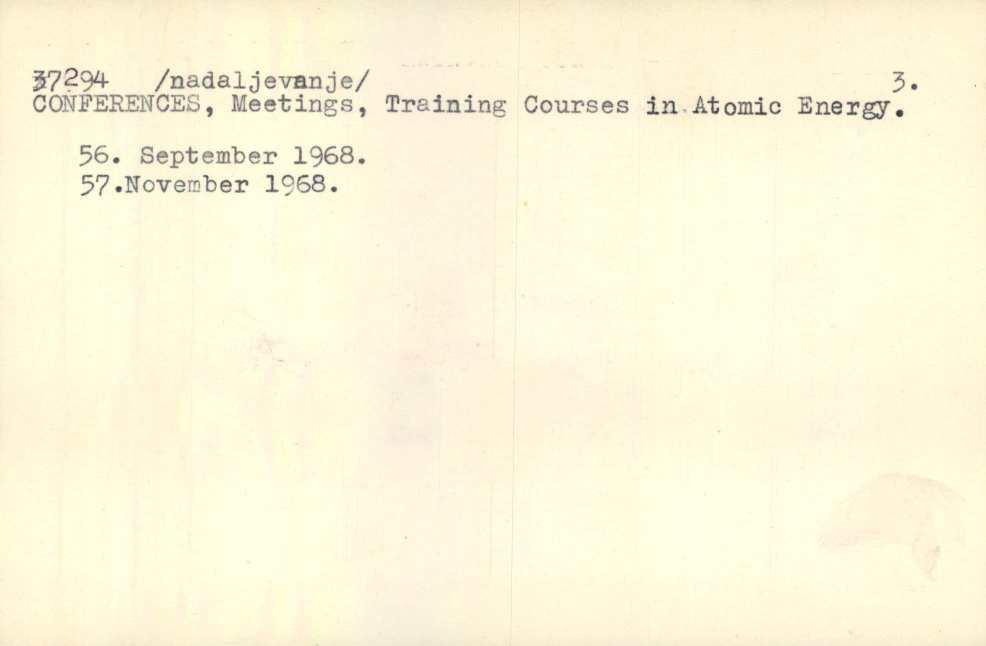 37294 /nadaljevanje/ 3.
CONFERENCES, Meetings, Training Courses in Atomic Energy.
56. September 1968.
57.November 1968.